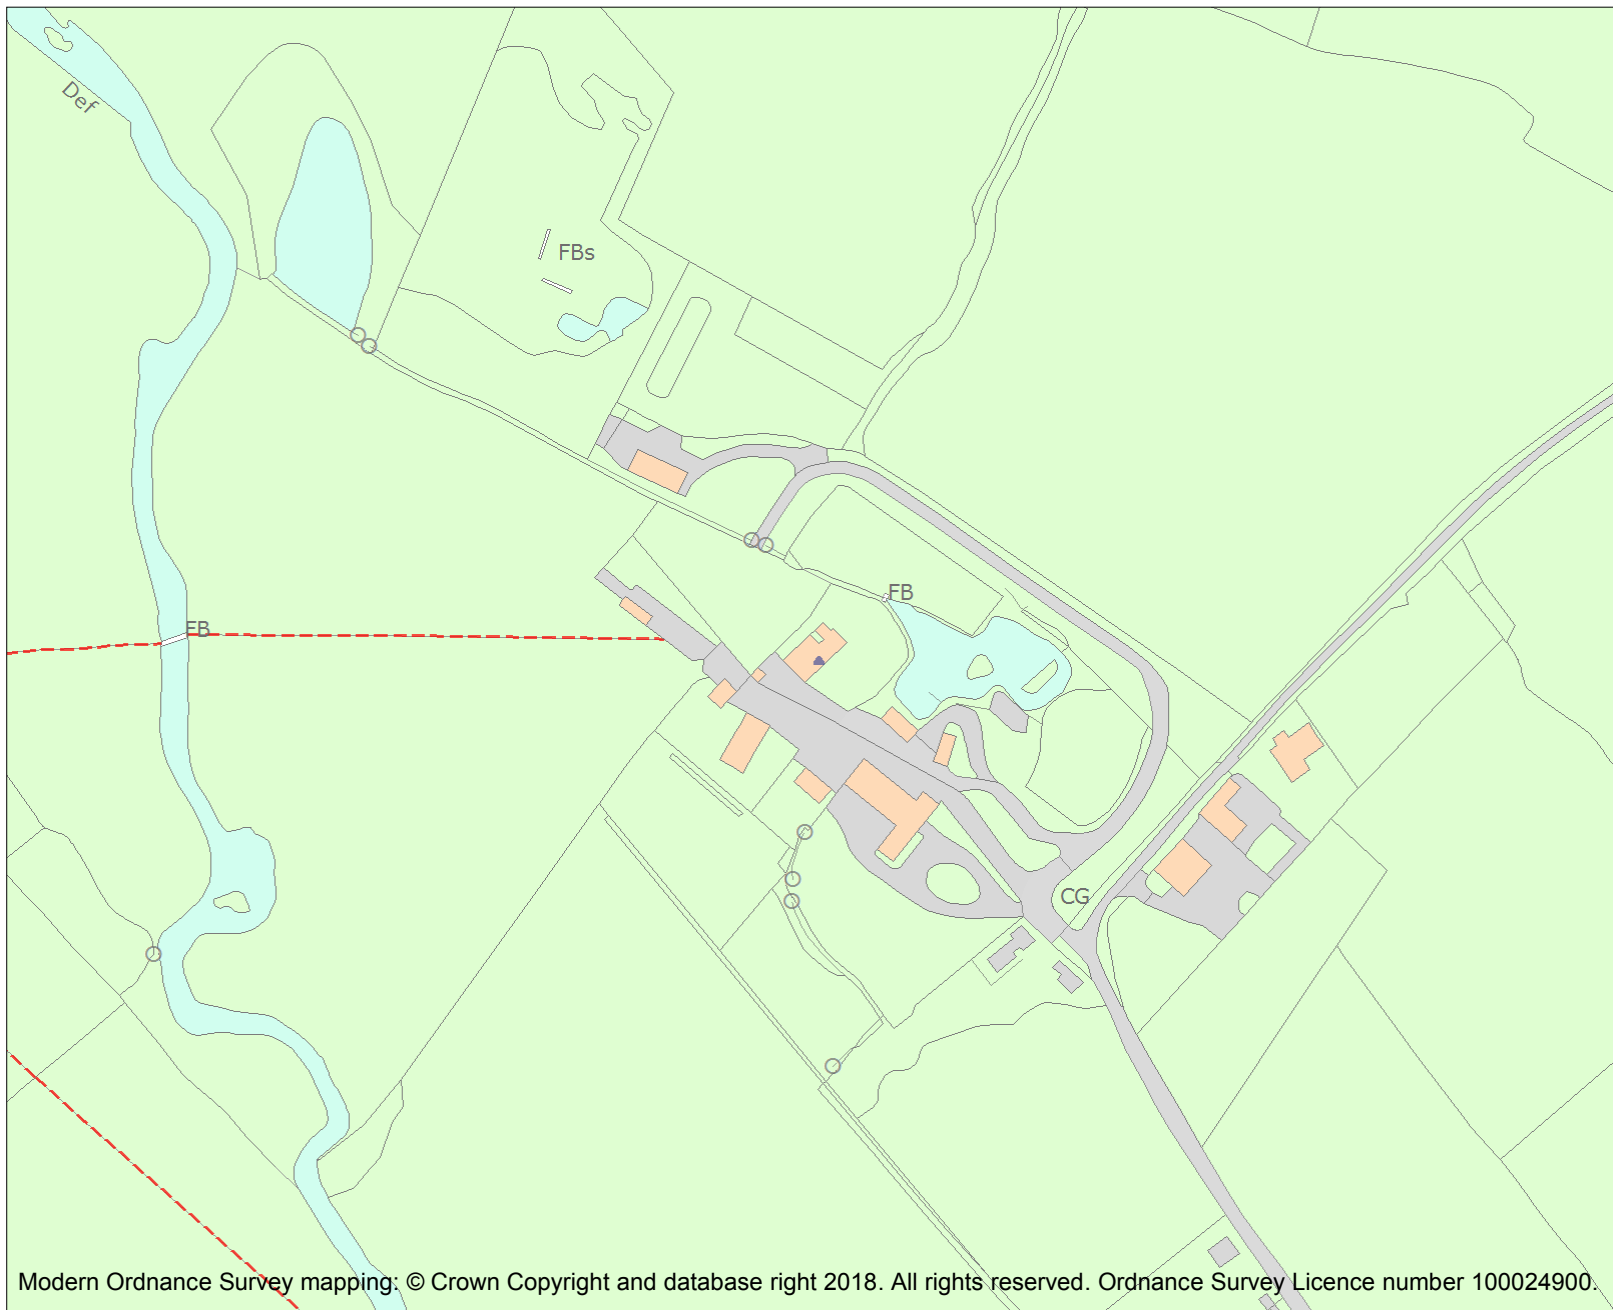 Def
FBs
FB
FB
CG
Modern Ordnance Survey mapping: © Crown Copyright and database right 2018. All rights reserved. Ordnance Survey Licence number 100024900.